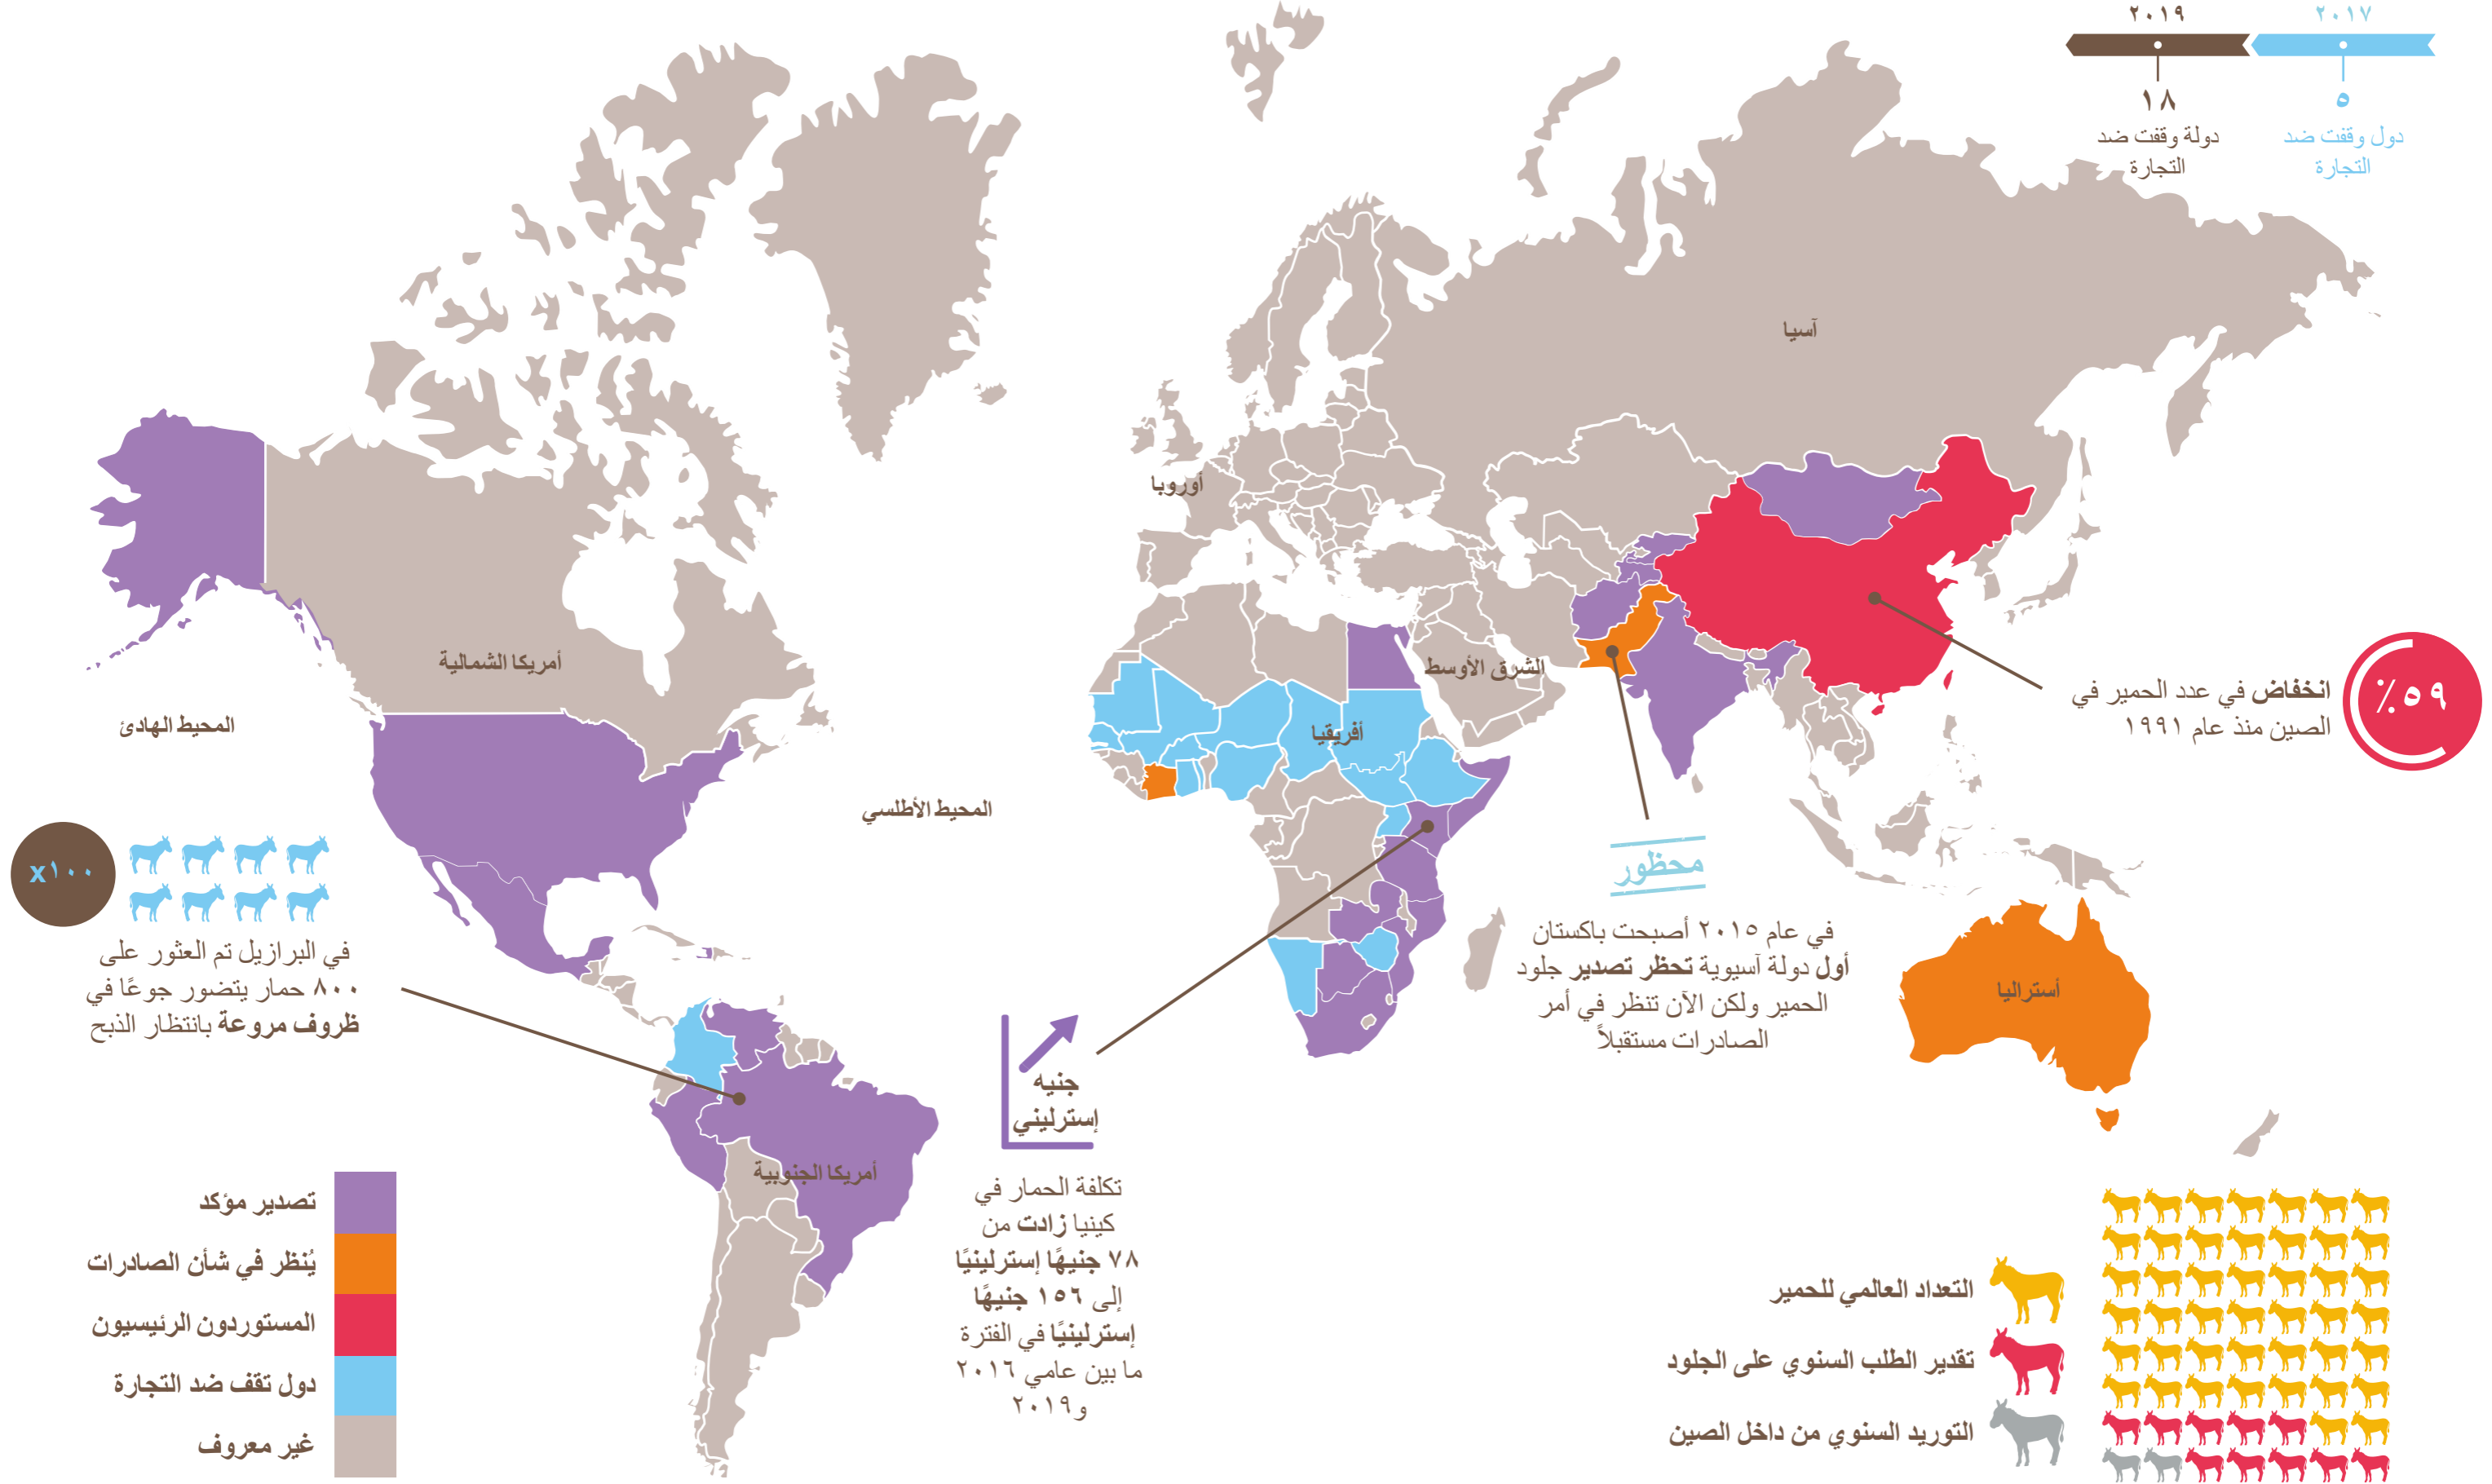 ٢٠١٧
٥
دول وقفت ضد
التجارة
٢٠١٩
١٨
دولة وقفت ضد
التجارة
آسيا
أوروبا
أمريكا الشمالية
الشرق الأوسط
المحيط الهادئ
أفريقيا
المحيط الأطلسي
أستراليا
أمريكا الجنوبية
٥٩٪
انخفاض في عدد الحمير في
الصين منذ عام ١٩٩١
محظور
في عام ٢٠١٥ أصبحت باكستان
أول دولة آسيوية تحظر تصدير جلود
الحمير ولكن الآن تنظر في أمر
الصادرات مستقبلاً
x١٠٠
في البرازيل تم العثور على
٨٠٠ حمار يتضور جوعًا في
ظروف مروعة بانتظار الذبح
جنيه
إسترليني
تكلفة الحمار في
كينيا زادت من
٧٨ جنيهًا إسترلينيًا
إلى ١٥٦ جنيهًا
إسترلينيًا في الفترة
ما بين عامي ٢٠١٦
و٢٠١٩
التعداد العالمي للحمير
تقدير الطلب السنوي على الجلود
التوريد السنوي من داخل الصين
تصدير مؤكد
يُنظر في شأن الصادرات
المستوردون الرئيسيون
دول تقف ضد التجارة
غير معروف